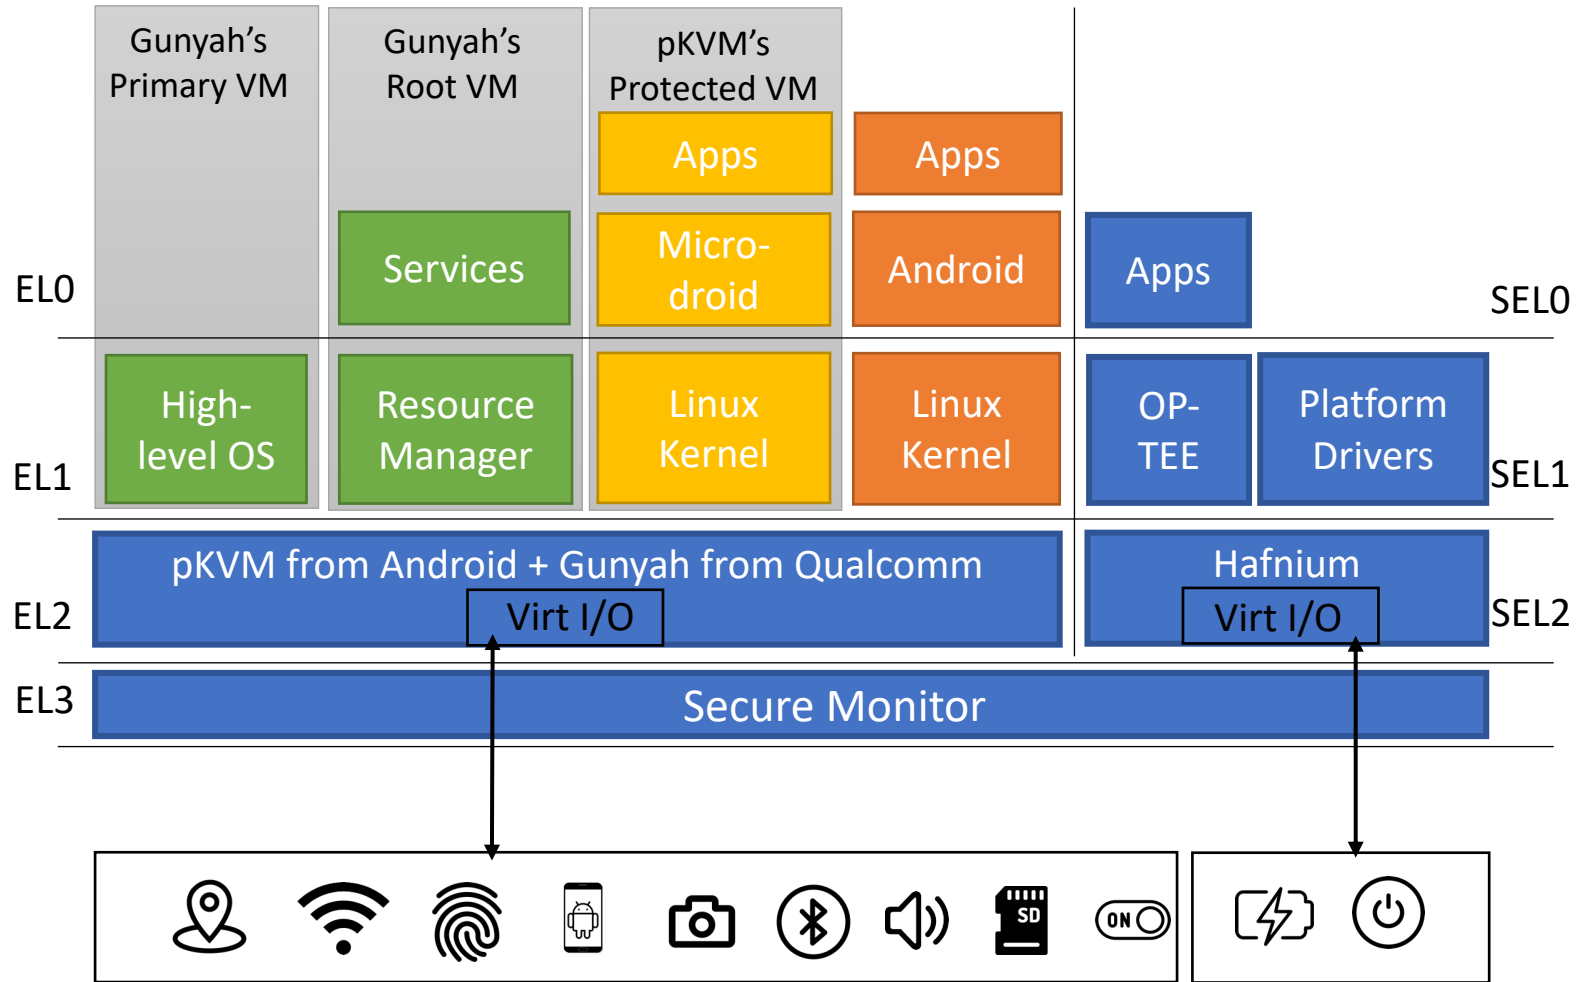 Gunyah's
Primary VM
Gunyah's
Root VM
pKVM's
Protected VM
Apps
Apps
Services
Micro-
droid
Android
Apps
EL0
SEL0
High-
level OS
Resource
Manager
Linux
Kernel
Linux
Kernel
OP-
TEE
Platform
Drivers
EL1
SEL1
pKVM from Android + Gunyah from Qualcomm
Virt I/O
Hafnium
Virt I/O
EL2
SEL2
EL3
Secure Monitor
SD
ON